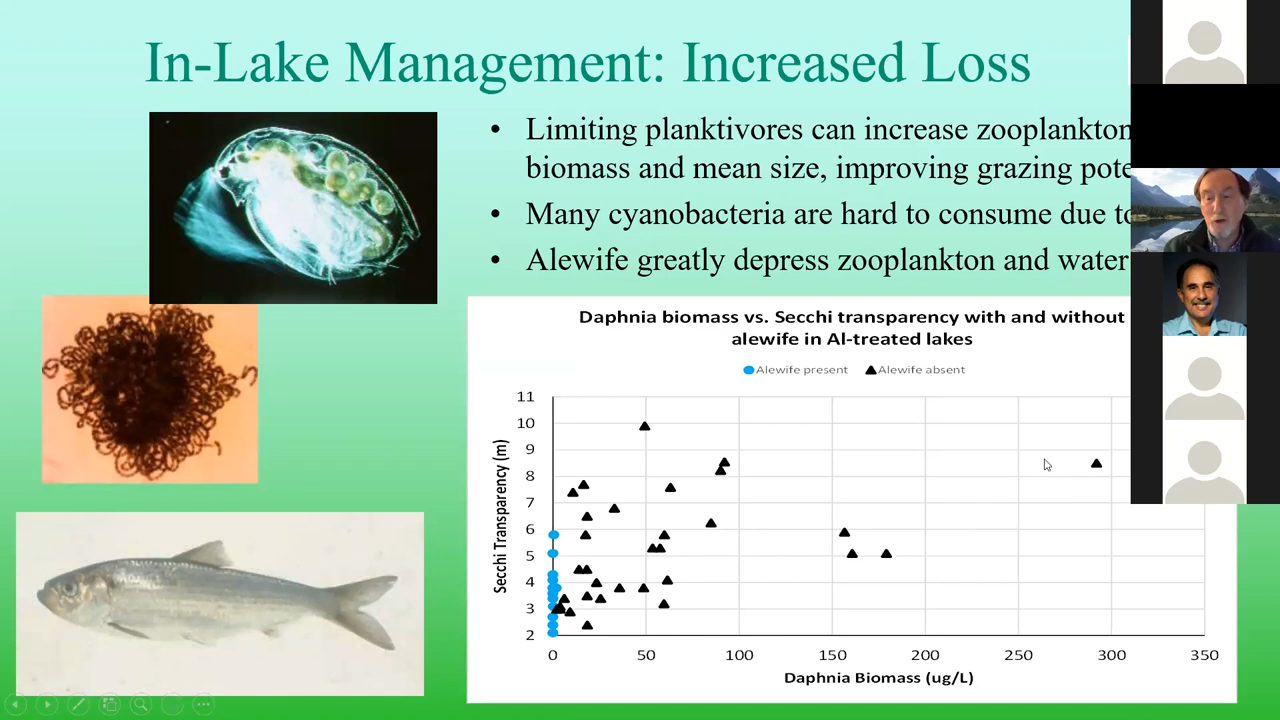 In-Lake Management: Increased Loss
• Limiting planktivores can increase zooplankton
biomass and mean size, improving grazing pote
• Many cyanobacteria are hard to consume due to
• Alewife greatly depress zooplankton and water
Daphnia biomass vs. Secchi transparency with and without
alewife in Al-treated lakes
Alewife present Alewife absent
Secchi Transparency (m)
11
10
9
8
7
6
5
4
3
2
0 50 100 150 200 250 300 350
Daphnia Biomass (ug/L)